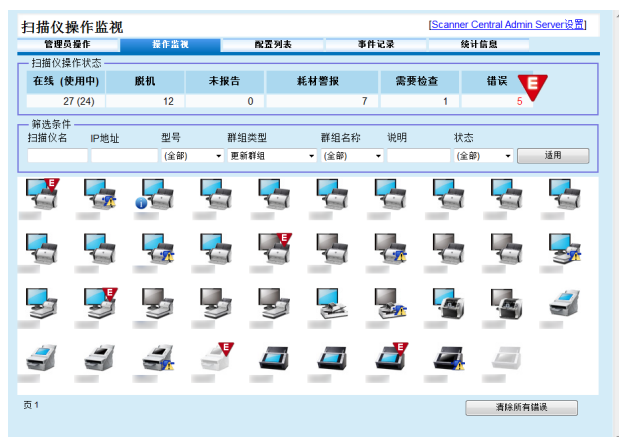 扫描仪操作监视
[Scanner Central Admin Server设置]
管理员操作 操作监视 配置列表 事件记录 统计信息
扫描仪操作状态
在线 (使用中) 脱机 未报告 耗材警报 需要检查 错误 E
27 (24) 12 0 7 1 5
筛选条件
扫描仪名 IP地址 型号 群组类型 群组名称 说明 状态
(全部) 更新群组 (全部) (全部) 适用
E
i
E
E
E E
页 1
清除所有错误